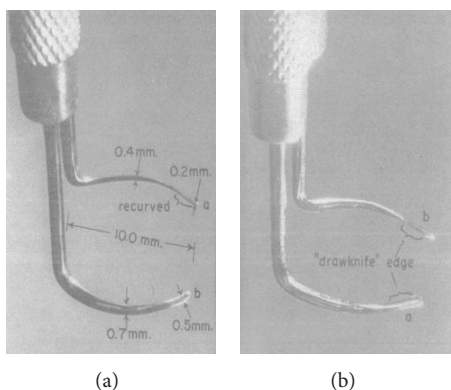 0.4mm.
0.2mm.
a
recurved
10.0 mm.
b
0.7mm.
0.5mm.
b
"drawknife" edge
a
(a)
(b)